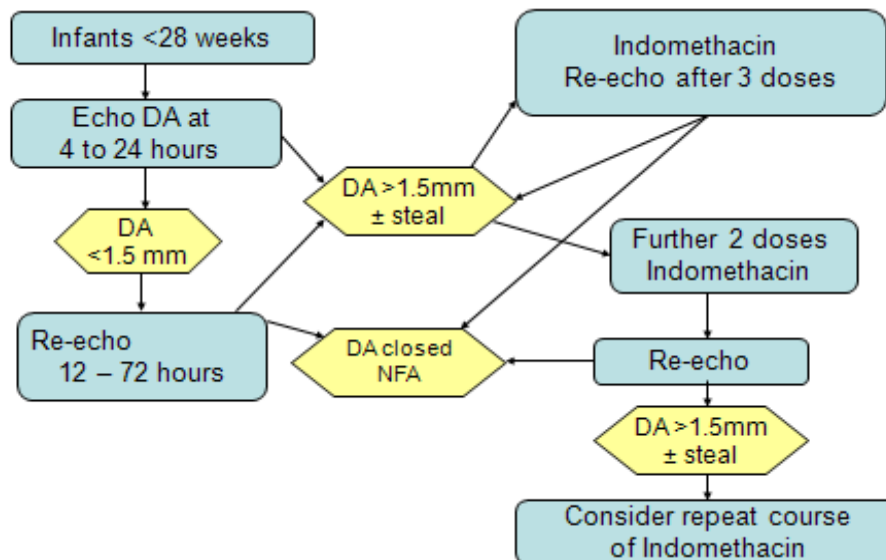 Infants <28 weeks
Indomethacin
Re-echo after 3 doses
Echo DA at
4 to 24 hours
DA >1.5mm
± steal
DA
<1.5 mm
Further 2 doses
Indomethacin
Re-echo
12 – 72 hours
DA closed
NFA
Re-echo
DA >1.5mm
± steal
Consider repeat course
of Indomethacin